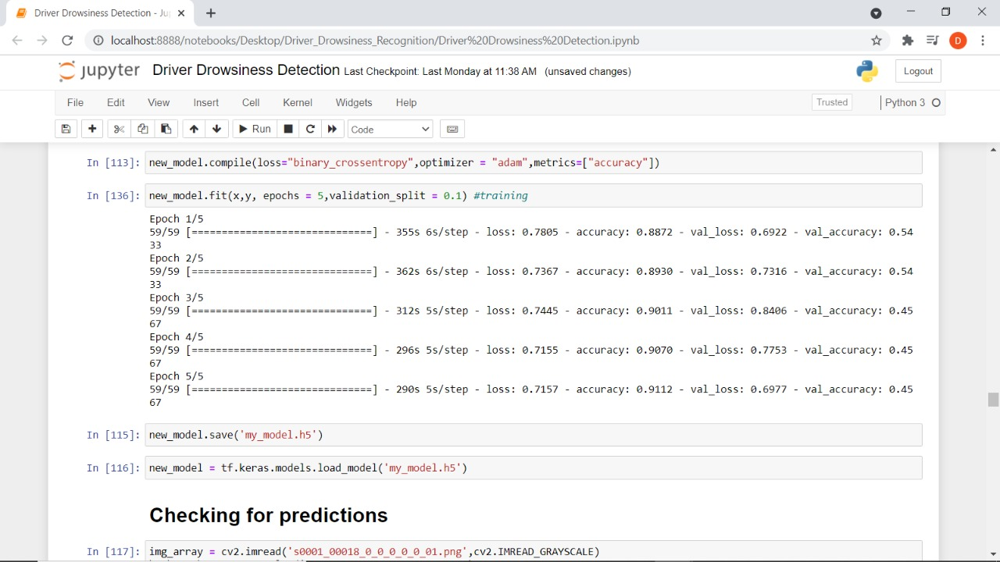 Driver Drowsiness Detection - Ju
localhost:8888/notebooks/Desktop/Driver_Drowsiness_Recognition/Driver%20Drowsiness%20Detection.ipynb
D
jupyter Driver Drowsiness Detection Last Checkpoint: Last Monday at 11:38 AM (unsaved changes)
Logout
File Edit View Insert Cell Kernel Widgets Help
Trusted
Python 3
Run
Code
In [113]: new_model.compile(loss="binary_crossentropy",optimizer = "adam",metrics=["accuracy"])
In [136]: new_model.fit(x,y, epochs = 5,validation_split = 0.1) #training
Epoch 1/5
59/59 [==============================] - 355s 6s/step - loss: 0.7805 - accuracy: 0.8872 - val_loss: 0.6922 - val_accuracy: 0.54
33
Epoch 2/5
59/59 [==============================] - 362s 6s/step - loss: 0.7367 - accuracy: 0.8930 - val_loss: 0.7316 - val_accuracy: 0.54
33
Epoch 3/5
59/59 [==============================] - 312s 5s/step - loss: 0.7445 - accuracy: 0.9011 - val_loss: 0.8406 - val_accuracy: 0.45
67
Epoch 4/5
59/59 [==============================] - 296s 5s/step - loss: 0.7155 - accuracy: 0.9070 - val_loss: 0.7753 - val_accuracy: 0.45
67
Epoch 5/5
59/59 [==============================] - 290s 5s/step - loss: 0.7157 - accuracy: 0.9112 - val_loss: 0.6977 - val_accuracy: 0.45
67
In [115]: new_model.save('my_model.h5')
In [116]: new_model = tf.keras.models.load_model('my_model.h5')
Checking for predictions
In [117]: img_array = cv2.imread('s0001_00018_0_0_0_0_0_01.png',cv2.IMREAD_GRAYSCALE)